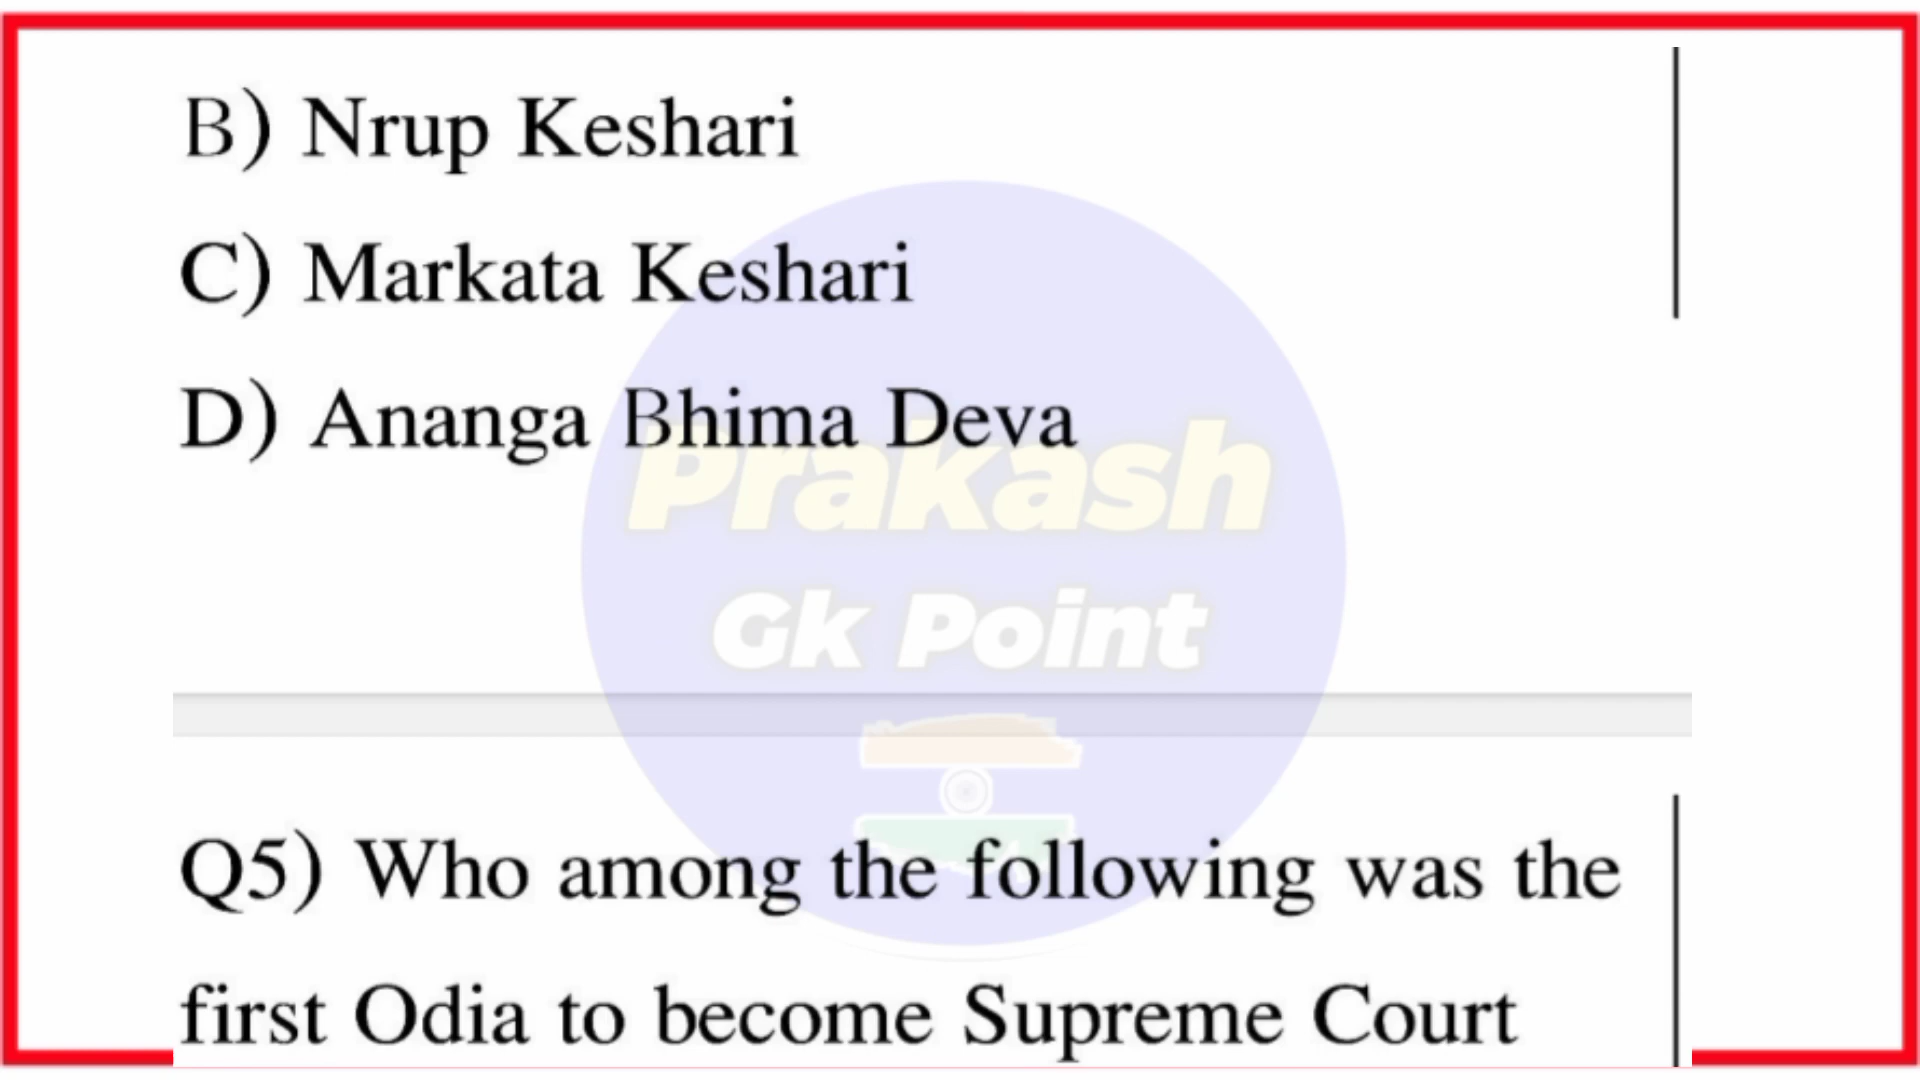 B) Nrup Keshari
C) Markata Keshari
D) Ananga Bhima Deva
Prakash
Gk Point
Q5) Who among the following was the
first Odia to become Supreme Court